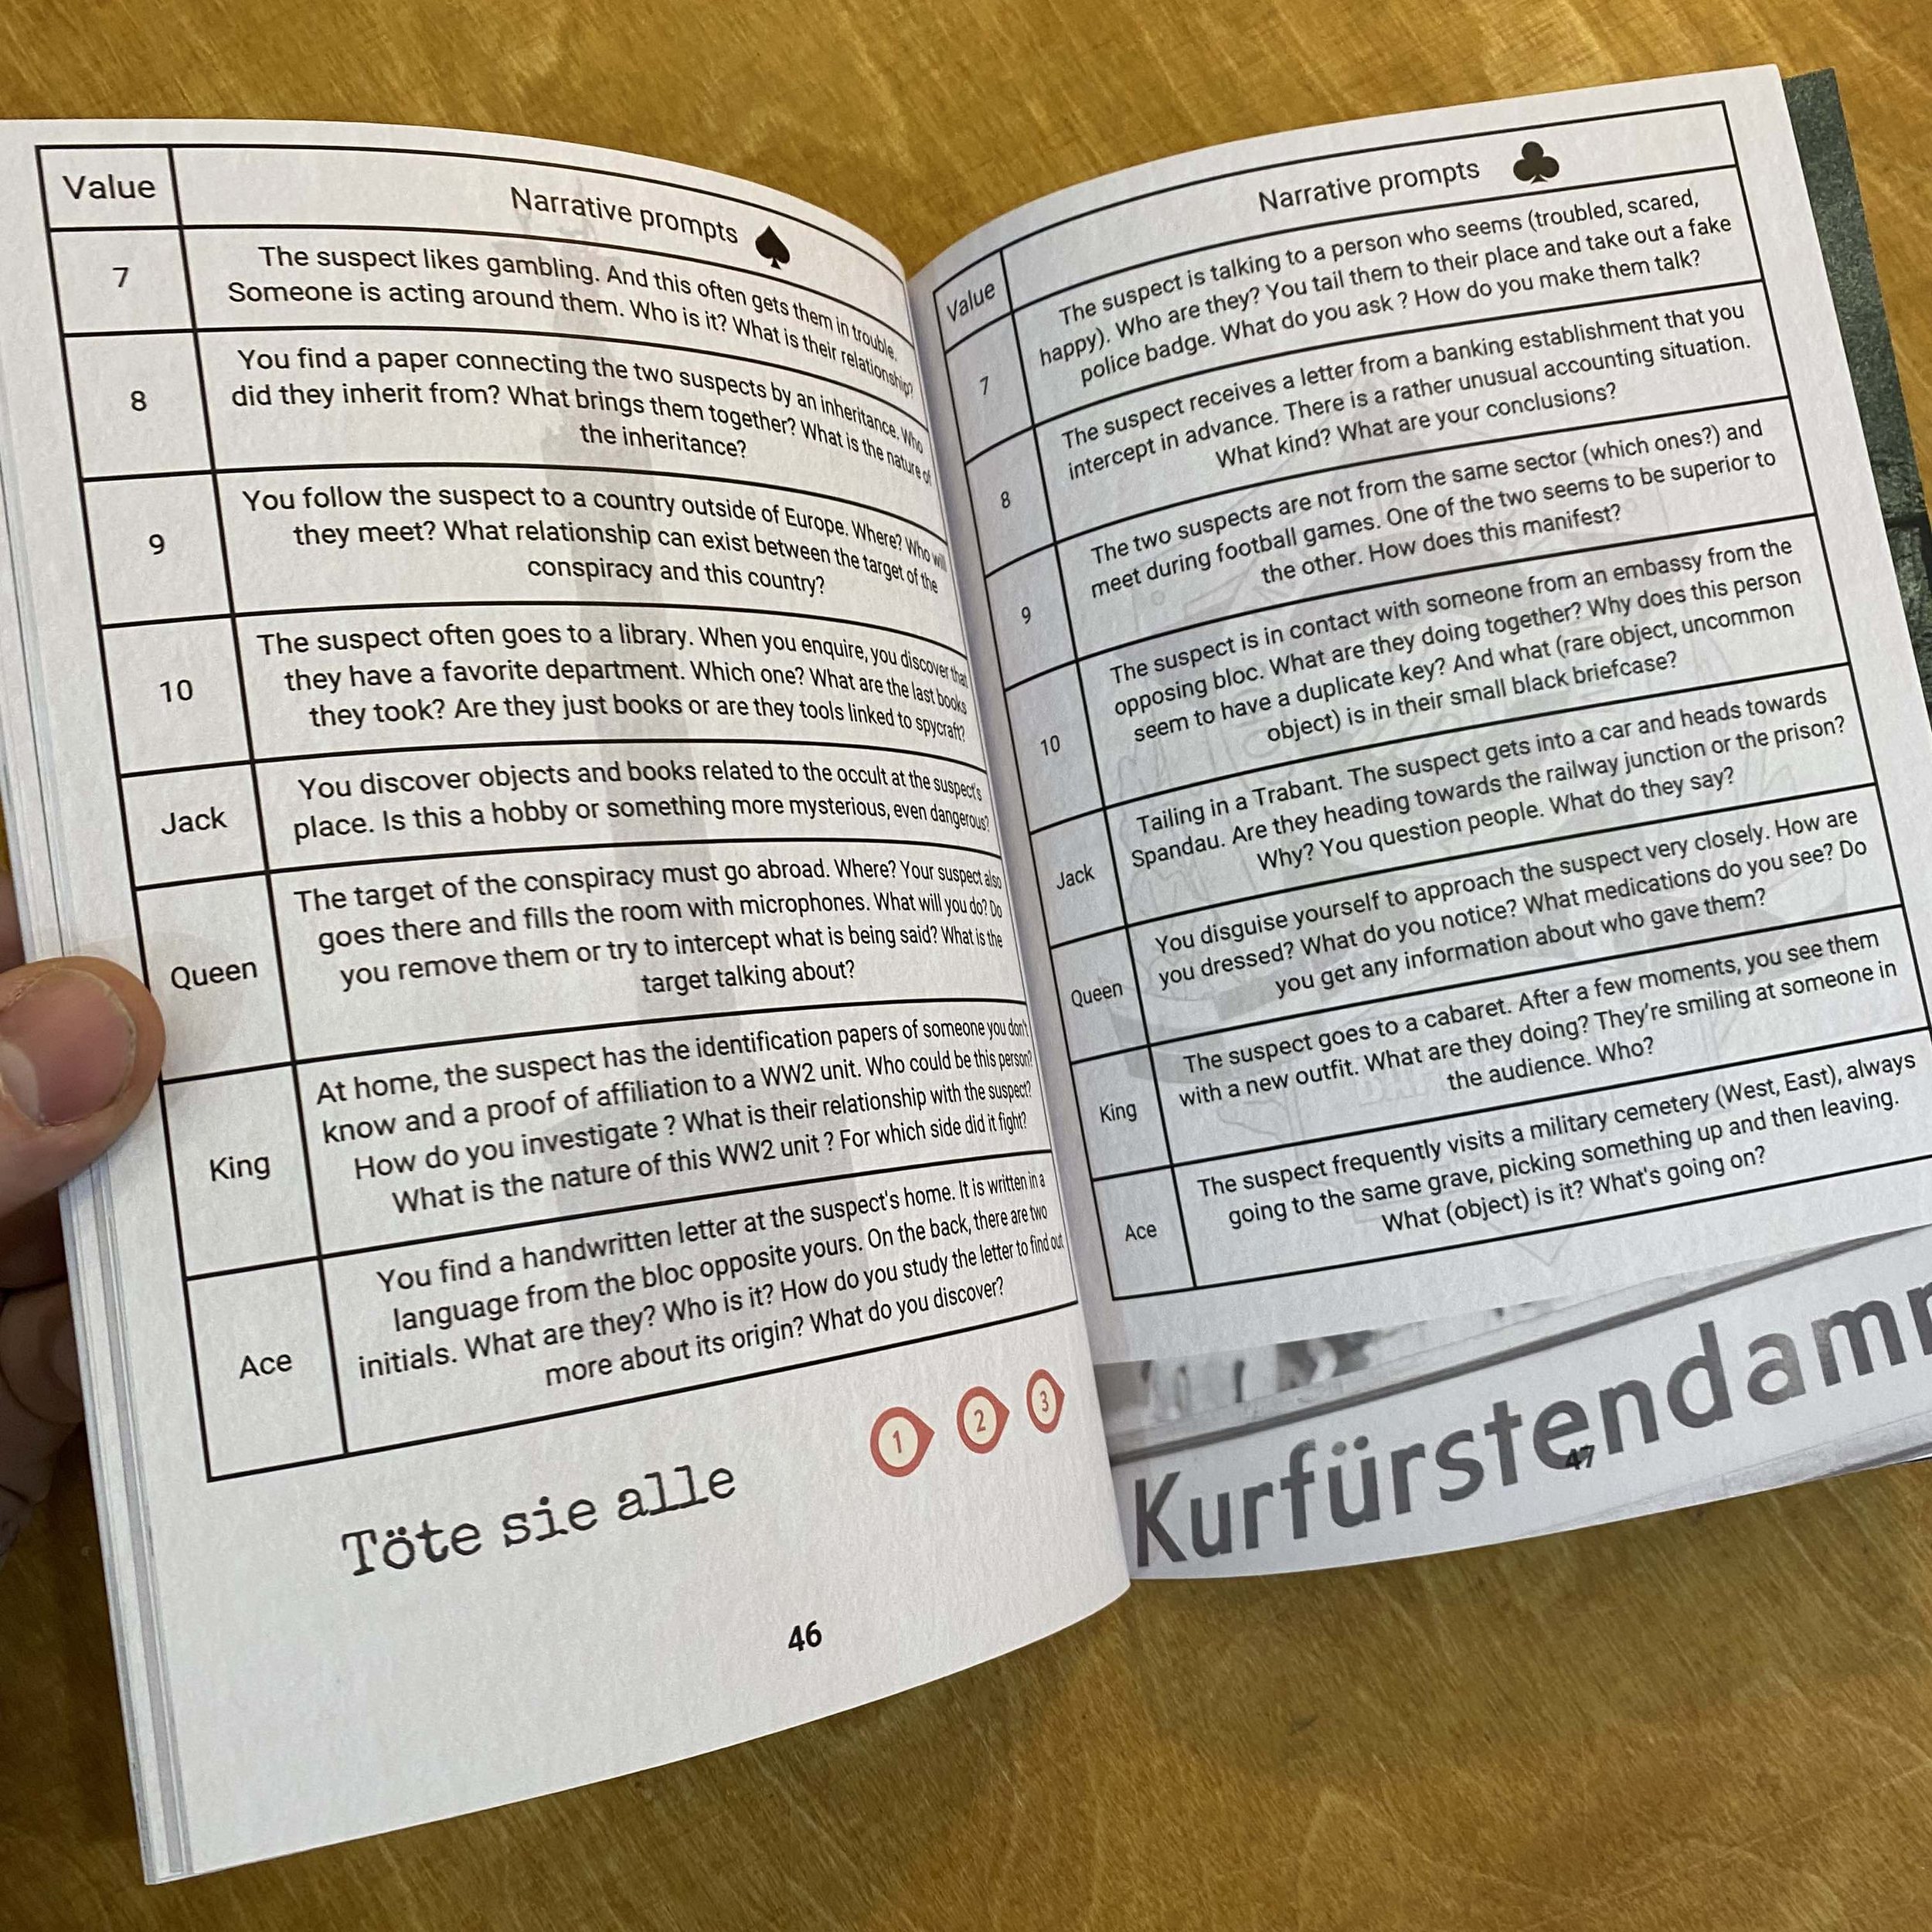 Value
Narrative prompts
7
The suspect likes gambling. And this often gets them in trouble.
Someone is acting around them. Who is it? What is their relationship?
8
You find a paper connecting the two suspects by an inheritance. Who
did they inherit from? What brings them together? What is the nature of
the inheritance?
9
You follow the suspect to a country outside of Europe. Where? Who will
they meet? What relationship can exist between the target of the
conspiracy and this country?
10
The suspect often goes to a library. When you enquire, you discover that
they have a favorite department. Which one? What are the last books
they took? Are they just books or are they tools linked to spycraft?
Jack
You discover objects and books related to the occult at the suspect's
place. Is this a hobby or something more mysterious, even dangerous?
Queen
The target of the conspiracy must go abroad. Where? Your suspect also
goes there and fills the room with microphones. What will you do? Do
you remove them or try to intercept what is being said? What is the
target talking about?
King
At home, the suspect has the identification papers of someone you don't
know and a proof of affiliation to a WW2 unit. Who could be this person?
How do you investigate ? What is their relationship with the suspect?
What is the nature of this WW2 unit ? For which side did it fight?
Ace
You find a handwritten letter at the suspect's home. It is written in a
language from the bloc opposite yours. On the back, there are two
initials. What are they? Who is it? How do you study the letter to find out
more about its origin? What do you discover?
1 2 3
Töte sie alle
46
Value
Narrative prompts
7
The suspect is talking to a person who seems (troubled, scared,
happy). Who are they? You tail them to their place and take out a fake
police badge. What do you ask ? How do you make them talk?
8
The suspect receives a letter from a banking establishment that you
intercept in advance. There is a rather unusual accounting situation.
What kind? What are your conclusions?
9
The two suspects are not from the same sector (which ones?) and
meet during football games. One of the two seems to be superior to
the other. How does this manifest?
10
The suspect is in contact with someone from an embassy from the
opposing bloc. What are they doing together? Why does this person
seem to have a duplicate key? And what (rare object, uncommon
object) is in their small black briefcase?
Jack
Tailing in a Trabant. The suspect gets into a car and heads towards
Spandau. Are they heading towards the railway junction or the prison?
Why? You question people. What do they say?
Queen
You disguise yourself to approach the suspect very closely. How are
you dressed? What do you notice? What medications do you see? Do
you get any information about who gave them?
King
The suspect goes to a cabaret. After a few moments, you see them
with a new outfit. What are they doing? They're smiling at someone in
the audience. Who?
Ace
The suspect frequently visits a military cemetery (West, East), always
going to the same grave, picking something up and then leaving.
What (object) is it? What's going on?
Kurfürstendam
47